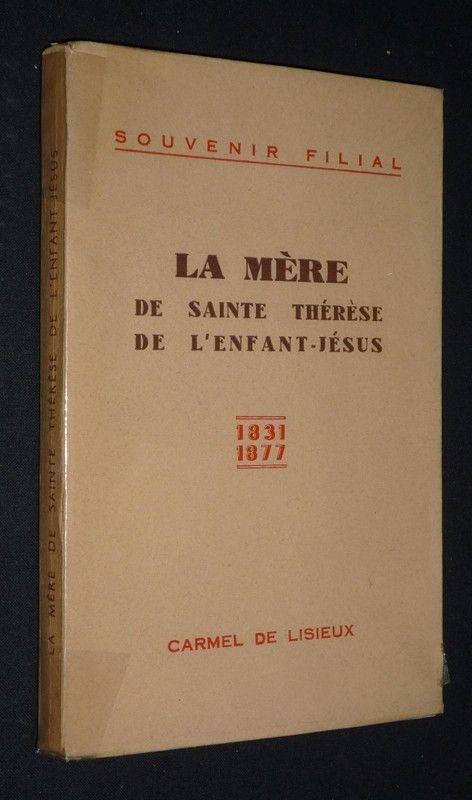 SOUVENIR FILIAL
LA MÈRE
DE SAINTE THÉRÈSE
DE L'ENFANT-JÉSUS
1831
1877
CARMEL DE LISIEUX
LA MÈRE DE SAINTE THÉRÈSE DE L'ENFANT-JÉSUS